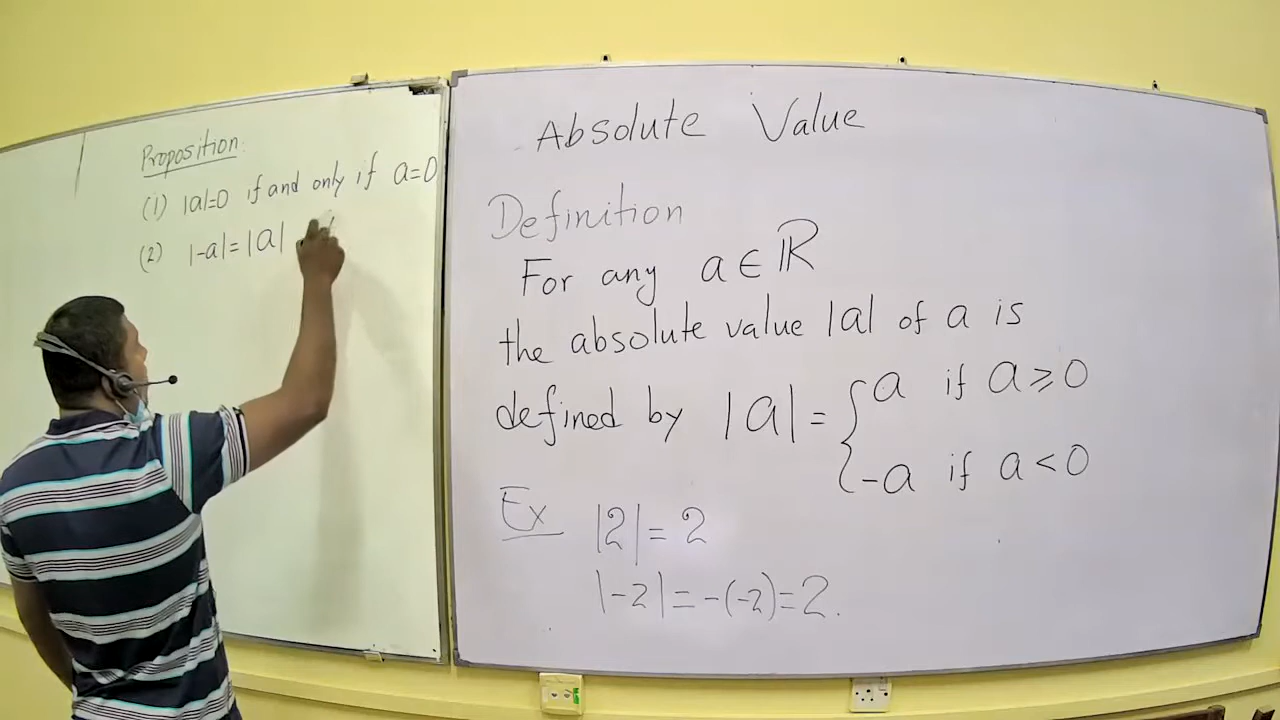 Proposition:
(1) |a|=0 if and only if a=0
(2) |-a|=|a|
Absolute Value
Definition
For any a∈ℝ
the absolute value |a| of a is
defined by |a| = { a if a⩾0
-a if a<0
Ex |2| = 2
|-2| = -(-2) = 2.